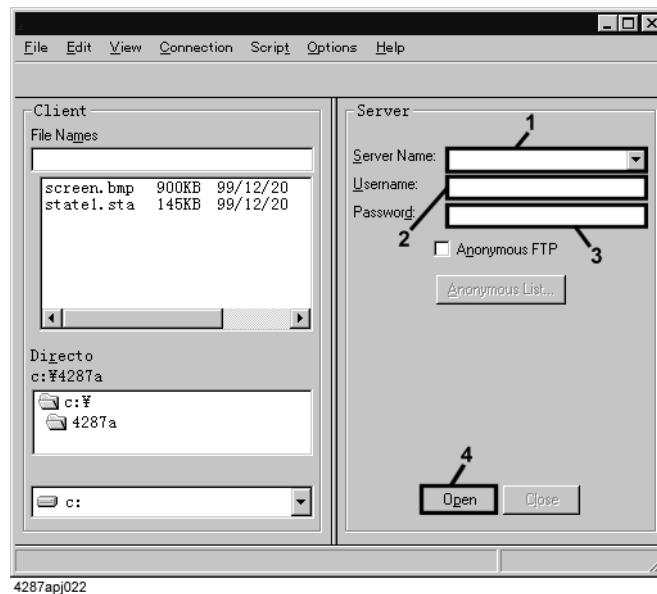 File Edit View Connection Script Options Help
Client
File Names
screen.bmp 900KB 99/12/20
state1.sta 145KB 99/12/20
Directo
c:¥4287a
c:¥
4287a
c:
Server
1
Server Name:
Username:
Password:
2
3
Anonymous FTP
Anonymous List...
4
Open Close
4287apj022